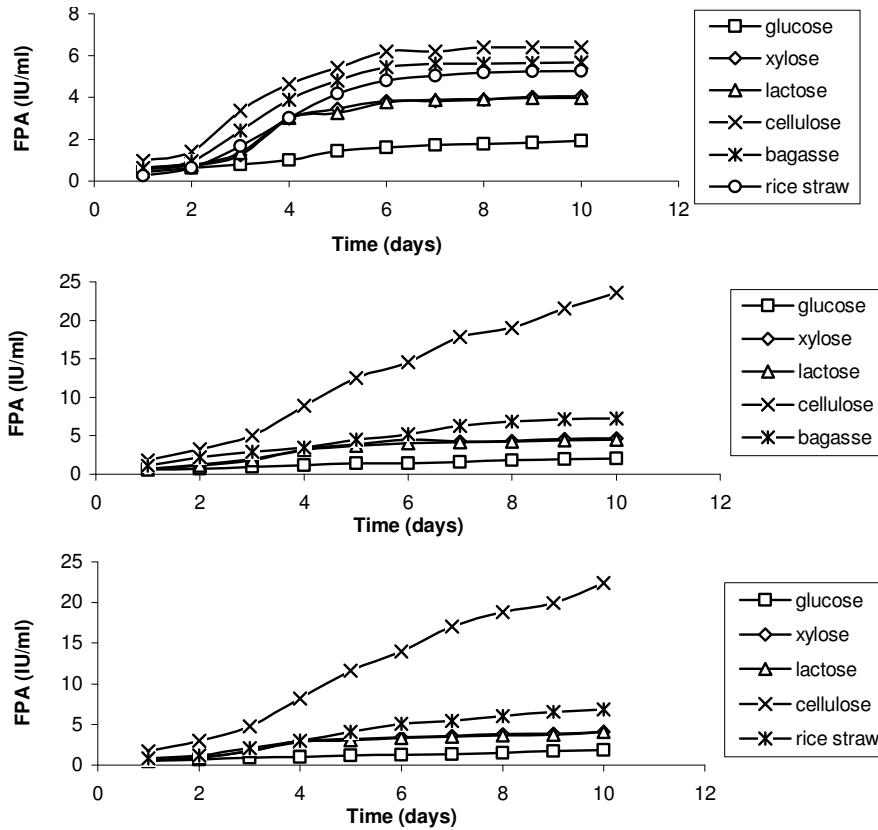 8
6
4
2
0
FPA (IU/ml)
0 2 4 6 8 10 12
Time (days)
glucose
xylose
lactose
cellulose
bagasse
rice straw
25
20
15
10
5
0
FPA (IU/ml)
0 2 4 6 8 10 12
Time (days)
glucose
xylose
lactose
cellulose
bagasse
25
20
15
10
5
0
FPA (IU/ml)
0 2 4 6 8 10 12
Time (days)
glucose
xylose
lactose
cellulose
rice straw